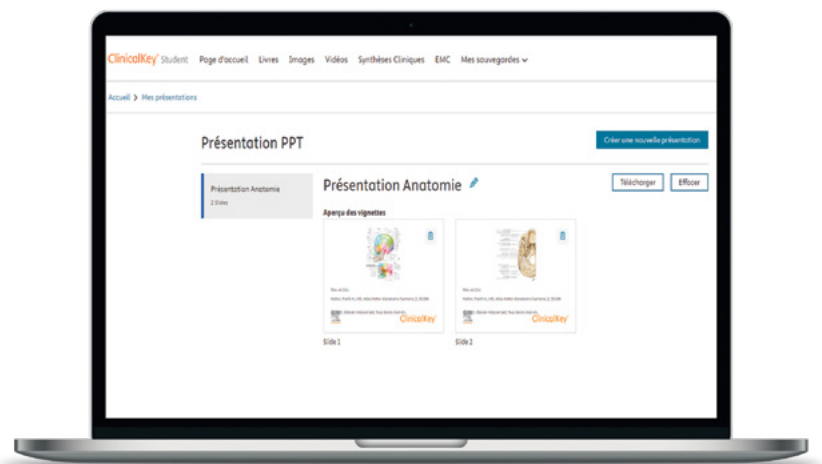 ClinicalKey® Student Page d'accueil Livres Images Vidéos Synthèses Cliniques EMC Mes sauvegardes
Accueil > Mes présentations
Présentation PPT
Créer une nouvelle présentation
Présentation Anatomie
2 Slides
Présentation Anatomie
Télécharger
Effacer
Aperçu des vignettes
ClinicalKey®
ClinicalKey®
Slide 1
Slide 2